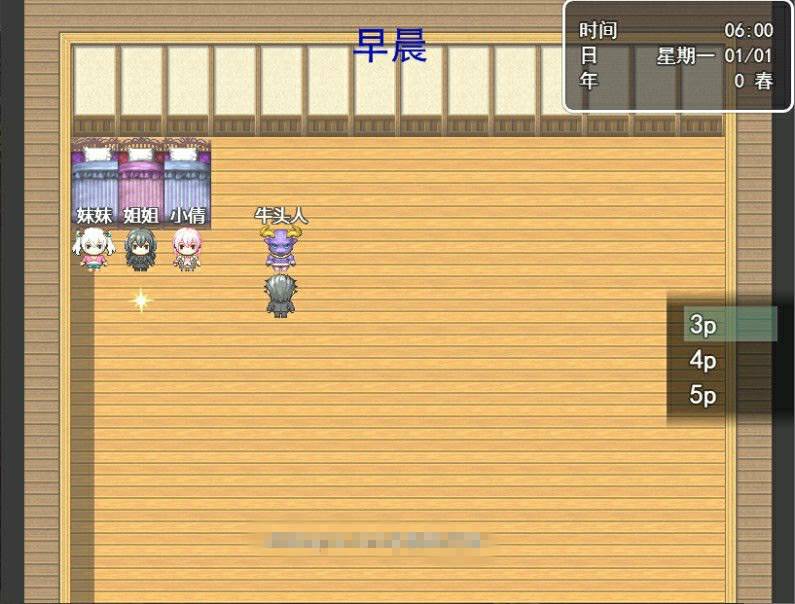 早晨
时间 06:00
日 星期一 01/01
年 0 春
妹妹 姐姐 小倩 牛头人
3p
4p
5p